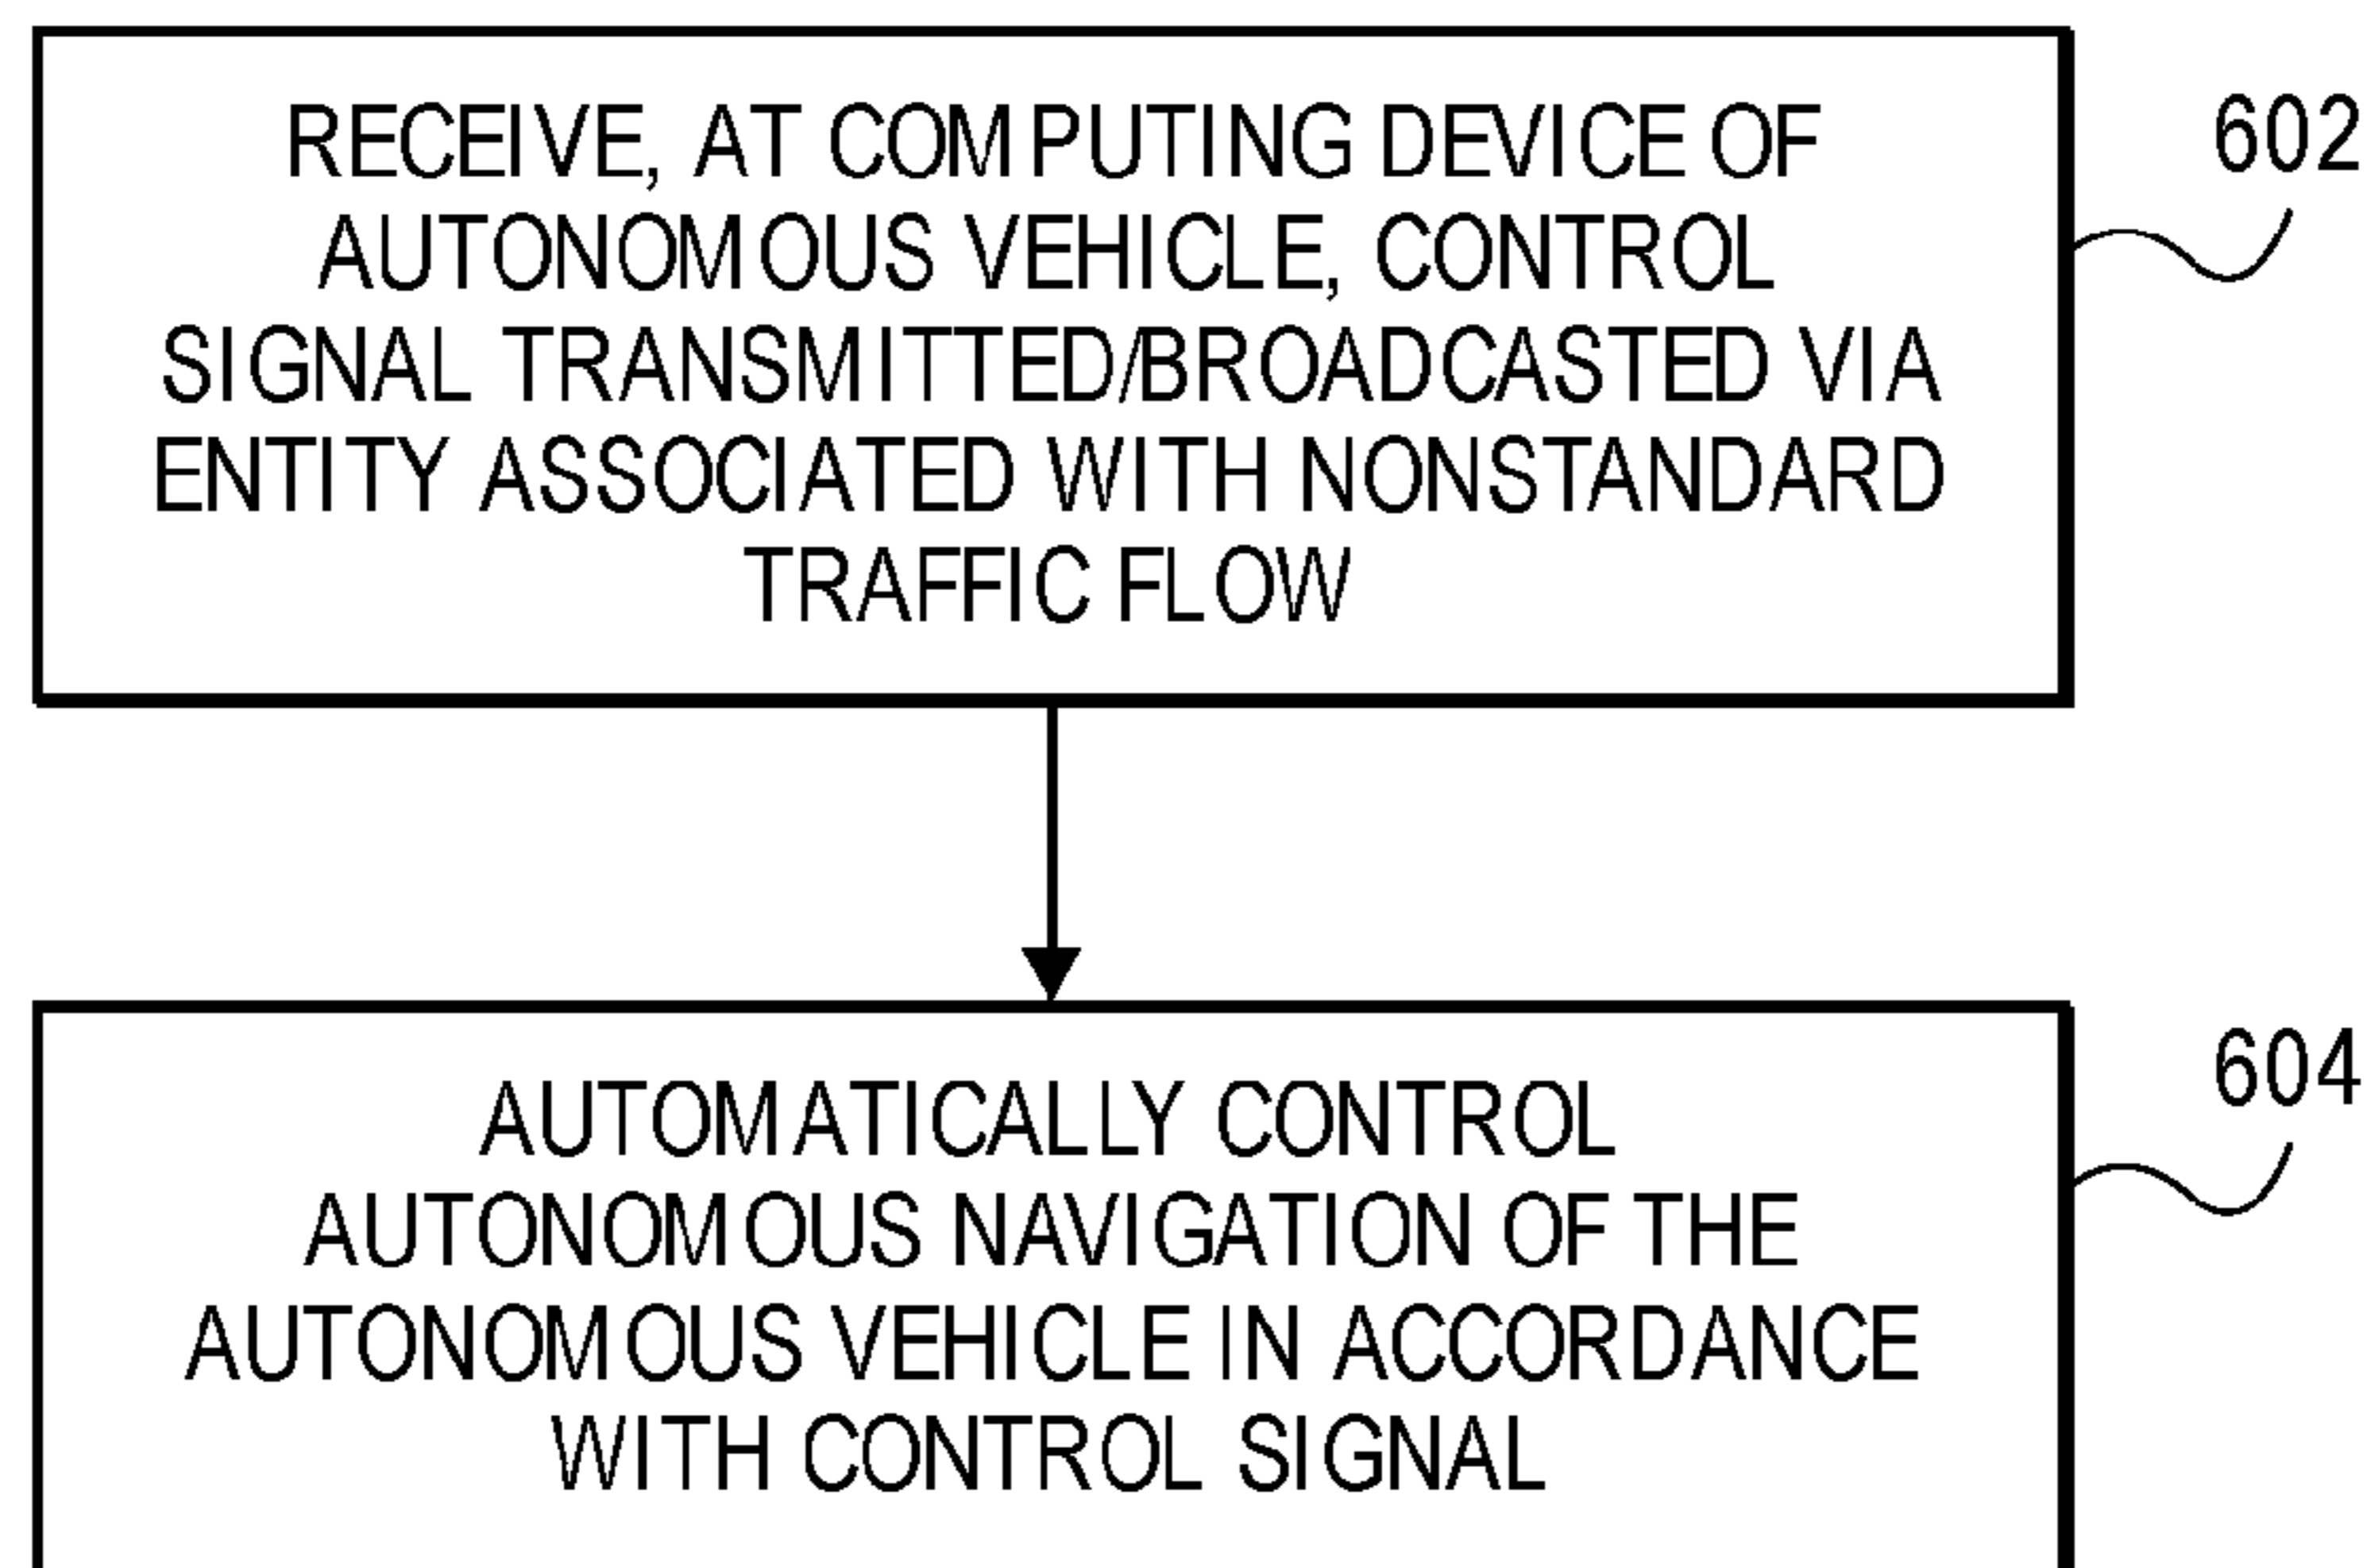 RECEIVE, AT COMPUTING DEVICE OF
AUTONOMOUS VEHICLE, CONTROL
SIGNAL TRANSMITTED/BROADCASTED VIA
ENTITY ASSOCIATED WITH NONSTANDARD
TRAFFIC FLOW
602
AUTOMATICALLY CONTROL
AUTONOMOUS NAVIGATION OF THE
AUTONOMOUS VEHICLE IN ACCORDANCE
WITH CONTROL SIGNAL
604